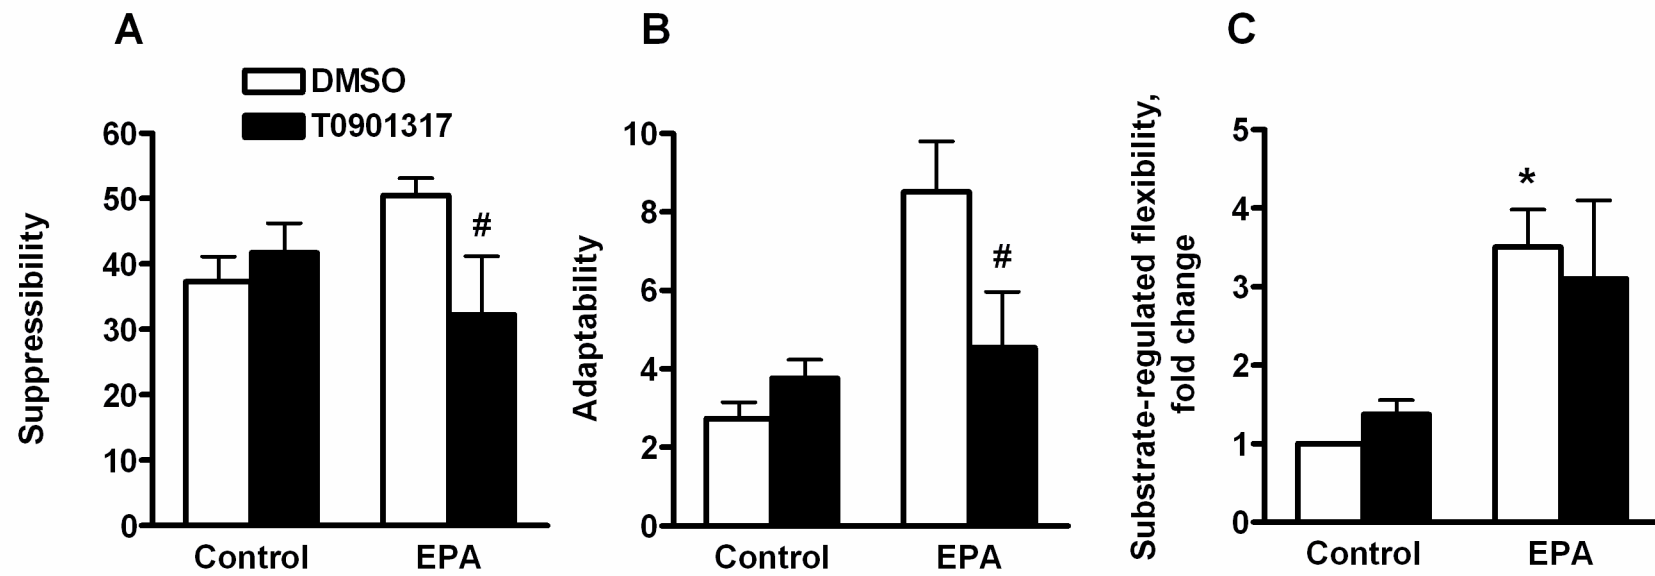 A
DMSO
T0901317
Suppressibility
60
50
40
30
20
10
0
#
Control
EPA
B
Adaptability
10
8
6
4
2
0
#
Control
EPA
C
Substrate-regulated flexibility,
fold change
5
4
3
2
1
0
*
Control
EPA